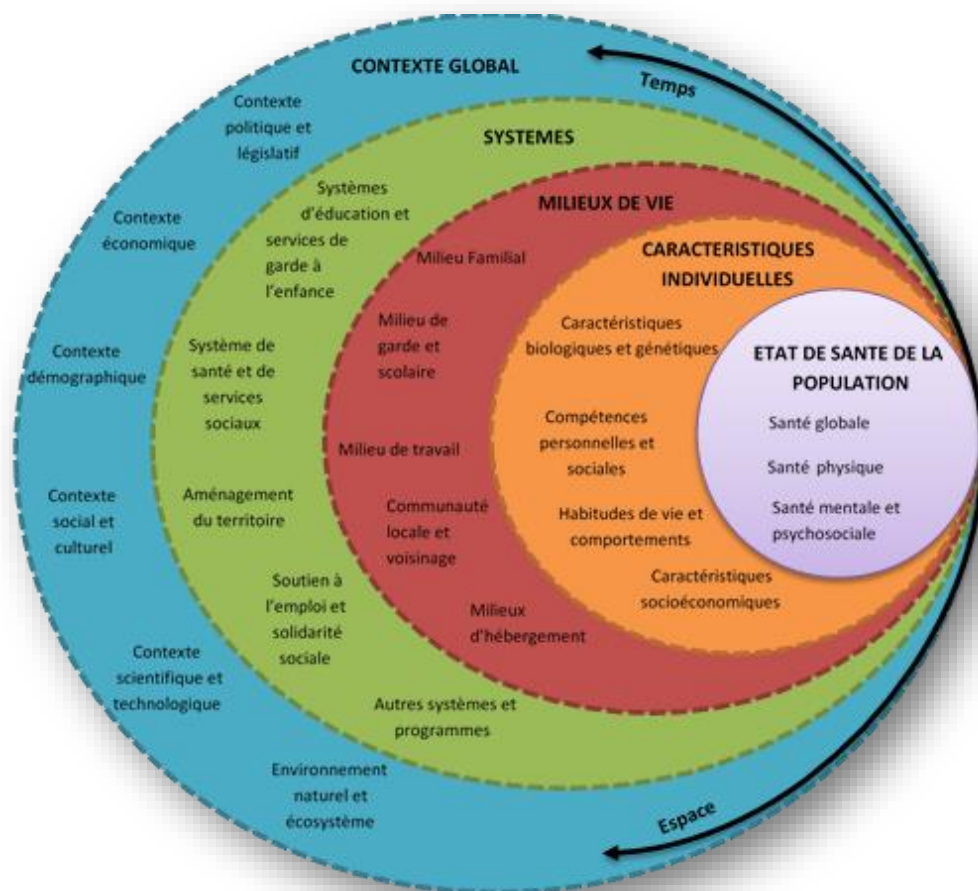 CONTEXTE GLOBAL
Temps
Contexte
politique et
législatif
Contexte
économique
Contexte
démographique
Contexte
social et
culturel
Contexte
scientifique et
technologique
Environnement
naturel et
écosystème
Espace
SYSTEMES
Systèmes
d'éducation et
services de
garde à
l'enfance
Système de
santé et de
services
sociaux
Aménagement
du territoire
Soutien à
l'emploi et
solidarité
sociale
Autres systèmes et
programmes
MILIEUX DE VIE
Milieu Familial
Milieu de
garde et
scolaire
Milieu de travail
Communauté
locale et
voisinage
Milieux
d'hébergement
CARACTERISTIQUES
INDIVIDUELLES
Caractéristiques
biologiques et génétiques
Compétences
personnelles et
sociales
Habitudes de vie et
comportements
Caractéristiques
socioéconomiques
ETAT DE SANTE DE LA
POPULATION
Santé globale
Santé physique
Santé mentale et
psychosociale